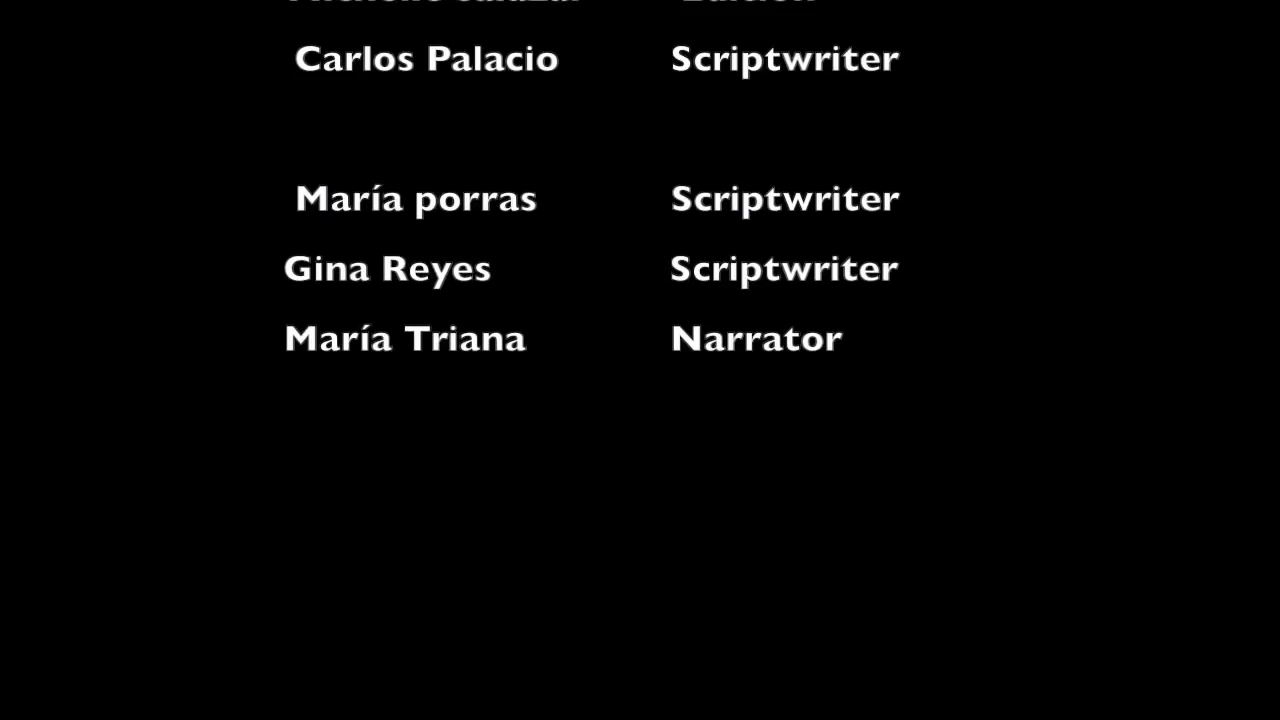 Carlos Palacio Scriptwriter
María porras Scriptwriter
Gina Reyes Scriptwriter
María Triana Narrator